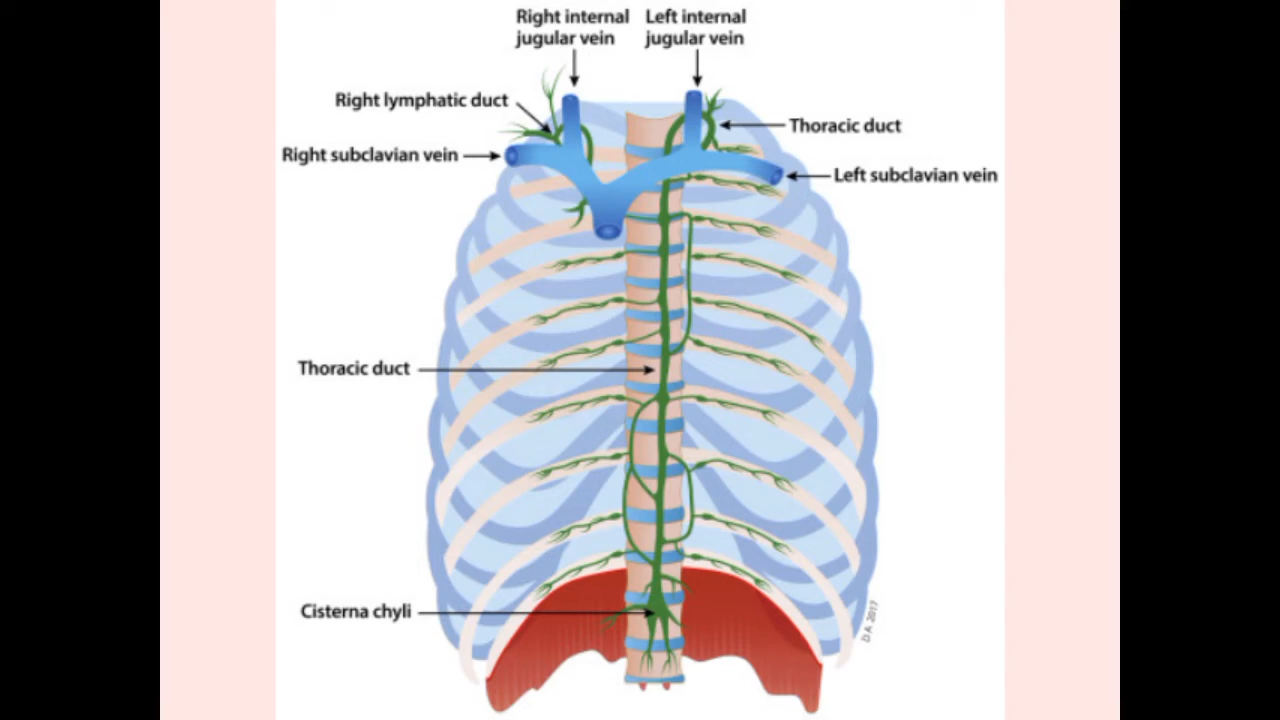 Right internal
jugular vein
Left internal
jugular vein
Right lymphatic duct
Thoracic duct
Right subclavian vein
Left subclavian vein
Thoracic duct
Cisterna chyli
D.A. 2017